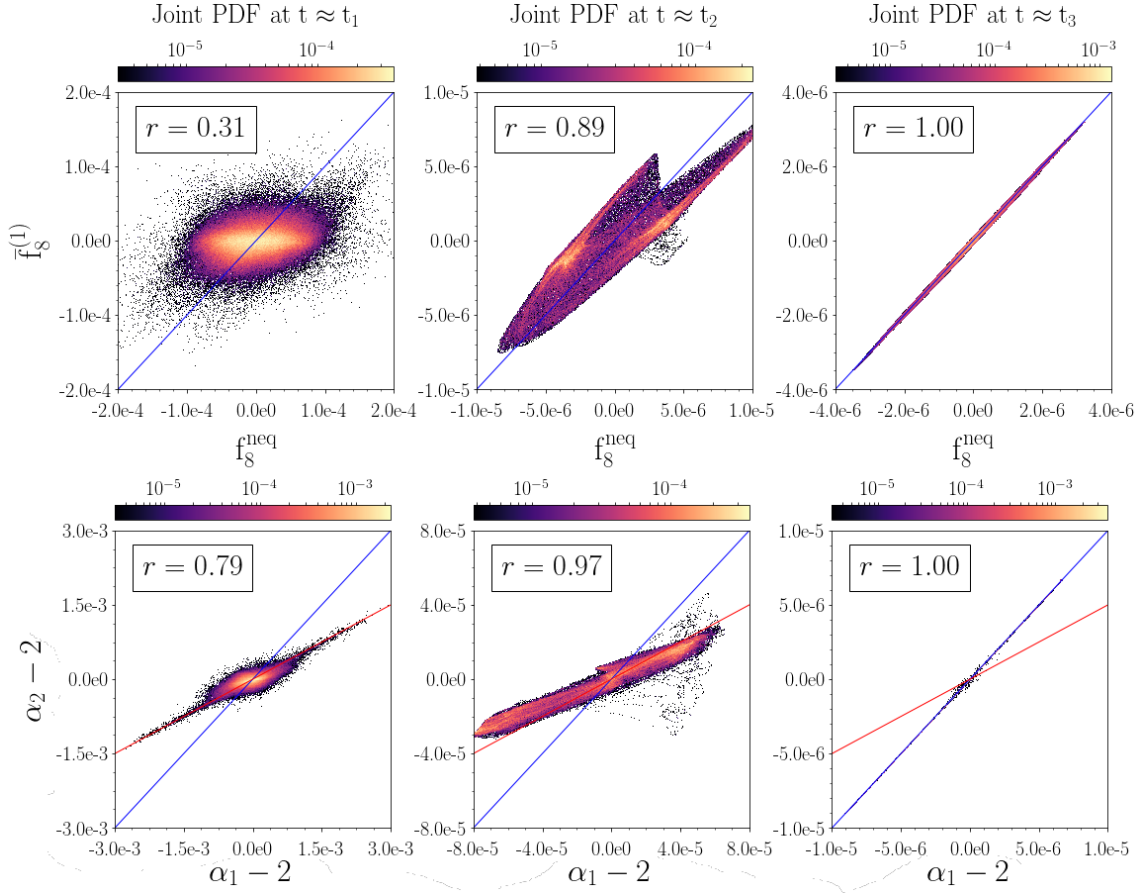 Joint PDF at t ≈ t₁ Joint PDF at t ≈ t₂ Joint PDF at t ≈ t₃
10⁻⁵ 10⁻⁴ 10⁻⁵ 10⁻⁴ 10⁻⁵ 10⁻⁴ 10⁻³
2.0e-4 1.0e-5 4.0e-6
r = 0.31 r = 0.89 r = 1.00
1.0e-4 5.0e-6 2.0e-6
f̅₈⁽¹⁾ 0.0e0 0.0e0 0.0e0
-1.0e-4 -5.0e-6 -2.0e-6
-2.0e-4 -1.0e-5 -4.0e-6
-2.0e-4 -1.0e-4 0.0e0 1.0e-4 2.0e-4 -1.0e-5 -5.0e-6 0.0e0 5.0e-6 1.0e-5 -4.0e-6 -2.0e-6 0.0e0 2.0e-6 4.0e-6
f₈ⁿᵉq f₈ⁿᵉq f₈ⁿᵉq
10⁻⁵ 10⁻⁴ 10⁻³ 10⁻⁵ 10⁻⁴ 10⁻⁵ 10⁻⁴ 10⁻³
3.0e-3 8.0e-5 1.0e-5
r = 0.79 r = 0.97 r = 1.00
1.5e-3 4.0e-5 5.0e-6
α₂ − 2 0.0e0 0.0e0 0.0e0
-1.5e-3 -4.0e-5 -5.0e-6
-3.0e-3 -8.0e-5 -1.0e-5
-3.0e-3 -1.5e-3 0.0e0 1.5e-3 3.0e-3 -8.0e-5 -4.0e-5 0.0e0 4.0e-5 8.0e-5 -1.0e-5 -5.0e-6 0.0e0 5.0e-6 1.0e-5
α₁ − 2 α₁ − 2 α₁ − 2